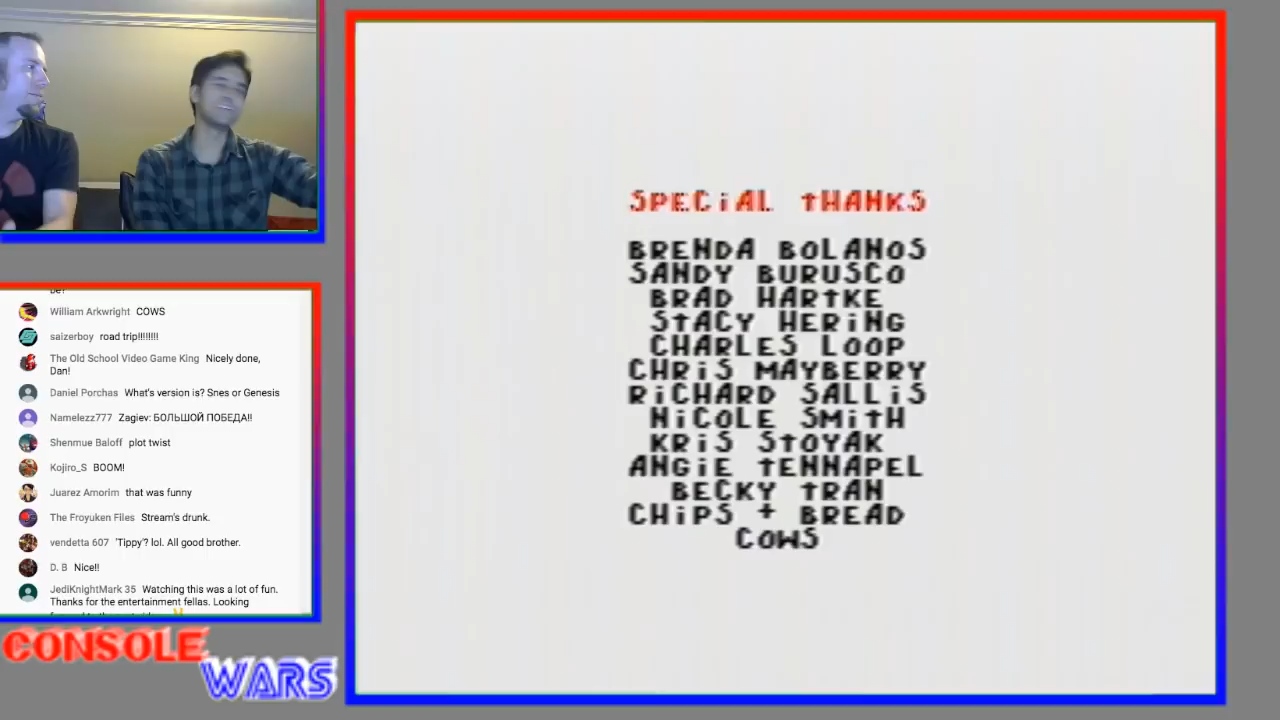 be?
William Arkwright COWS
saizerboy road trip!!!!!!!!
The Old School Video Game King Nicely done,
Dan!
Daniel Porchas What's version is? Snes or Genesis
Namelezz777 Zagiev: БОЛЬШОЙ ПОБЕДА!!
Shenmue Baloff plot twist
Kojiro_S BOOM!
Juarez Amorim that was funny
The Froyuken Files Stream's drunk.
vendetta 607 'Tippy'? lol. All good brother.
D. B Nice!!
JediKnightMark 35 Watching this was a lot of fun.
Thanks for the entertainment fellas. Looking
CONSOLE
WARS
SPECiAL tHANKS
BRENDA BOLANOS
SANDY BURUSCO
BRAD HARtKE
StACY HERiNG
CHARLES LOOP
CHRiS MAYBERRY
RiCHARD SALLiS
NiCOLE SMitH
KRiS StOYAK
ANGiE tENNAPEL
BECKY tRAN
CHiPS + BREAD
COWS